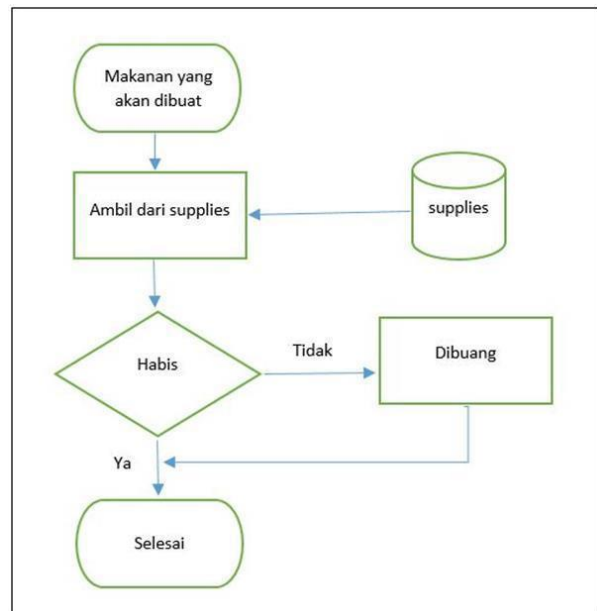 Makanan yang
akan dibuat
Ambil dari supplies
supplies
Habis
Tidak
Dibuang
Ya
Selesai